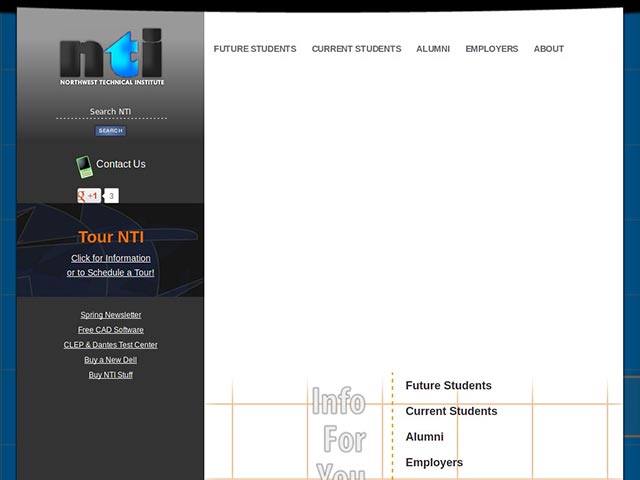 nti
NORTHWEST TECHNICAL INSTITUTE
FUTURE STUDENTS CURRENT STUDENTS ALUMNI EMPLOYERS ABOUT
Search NTI
SEARCH
Contact Us
g +1 3
Tour NTI
Click for Information
or to Schedule a Tour!
Spring Newsletter
Free CAD Software
CLEP & Dantes Test Center
Buy a New Dell
Buy NTI Stuff
Info
For
You
Future Students
Current Students
Alumni
Employers